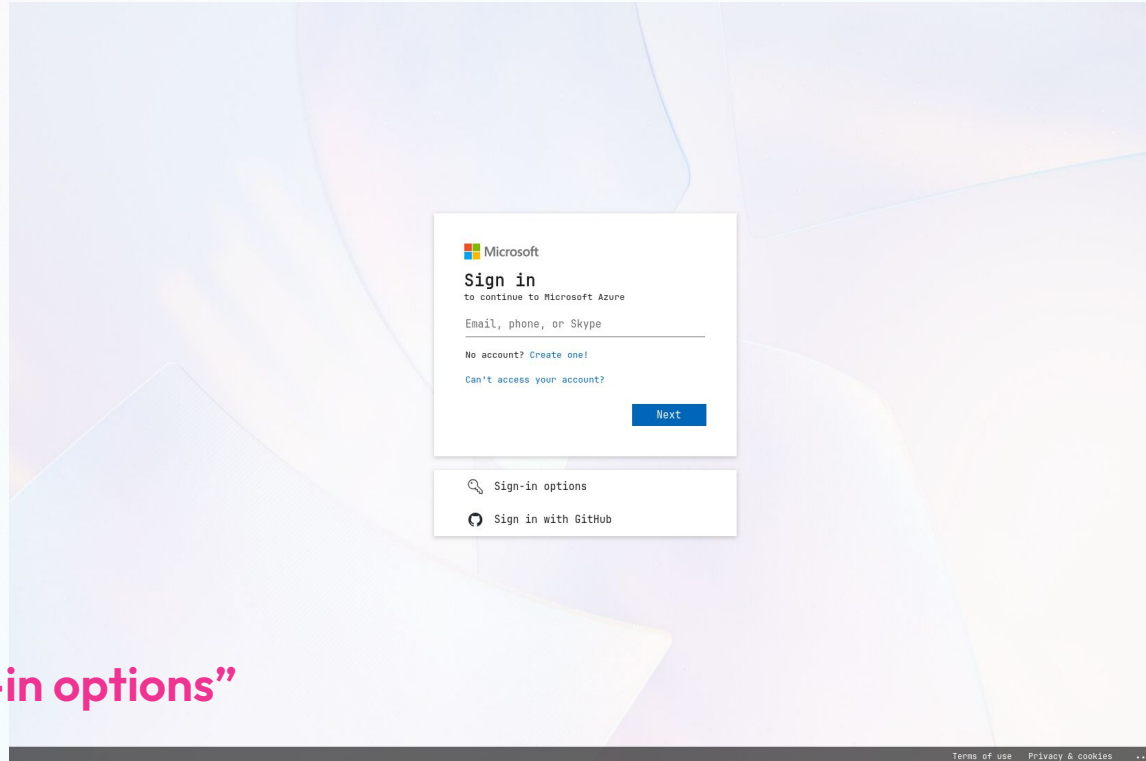 Microsoft
Sign in
to continue to Microsoft Azure
Email, phone, or Skype
No account? Create one!
Can't access your account?
Next
Sign-in options
Sign in with GitHub
-in options”
Terms of use Privacy & cookies ..